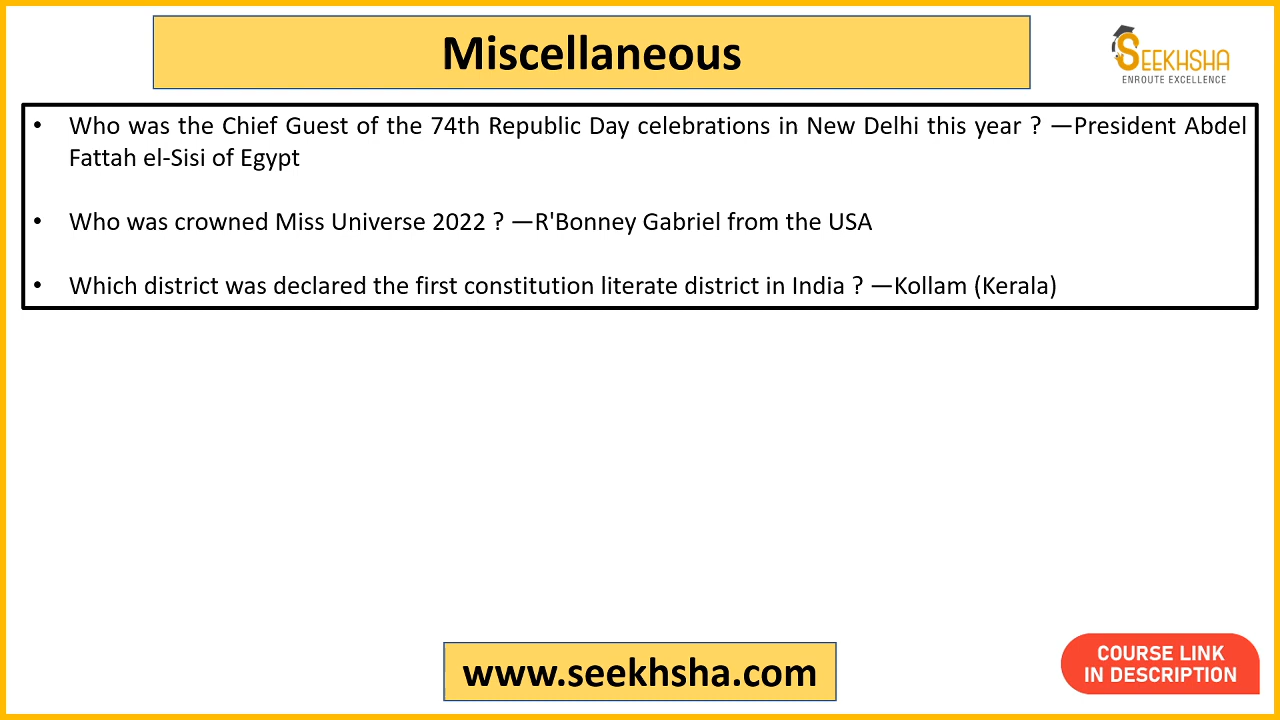 Miscellaneous
SEEKHSHA
ENROUTE EXCELLENCE
• Who was the Chief Guest of the 74th Republic Day celebrations in New Delhi this year ? —President Abdel
Fattah el-Sisi of Egypt
• Who was crowned Miss Universe 2022 ? —R'Bonney Gabriel from the USA
• Which district was declared the first constitution literate district in India ? —Kollam (Kerala)
www.seekhsha.com
COURSE LINK
IN DESCRIPTION